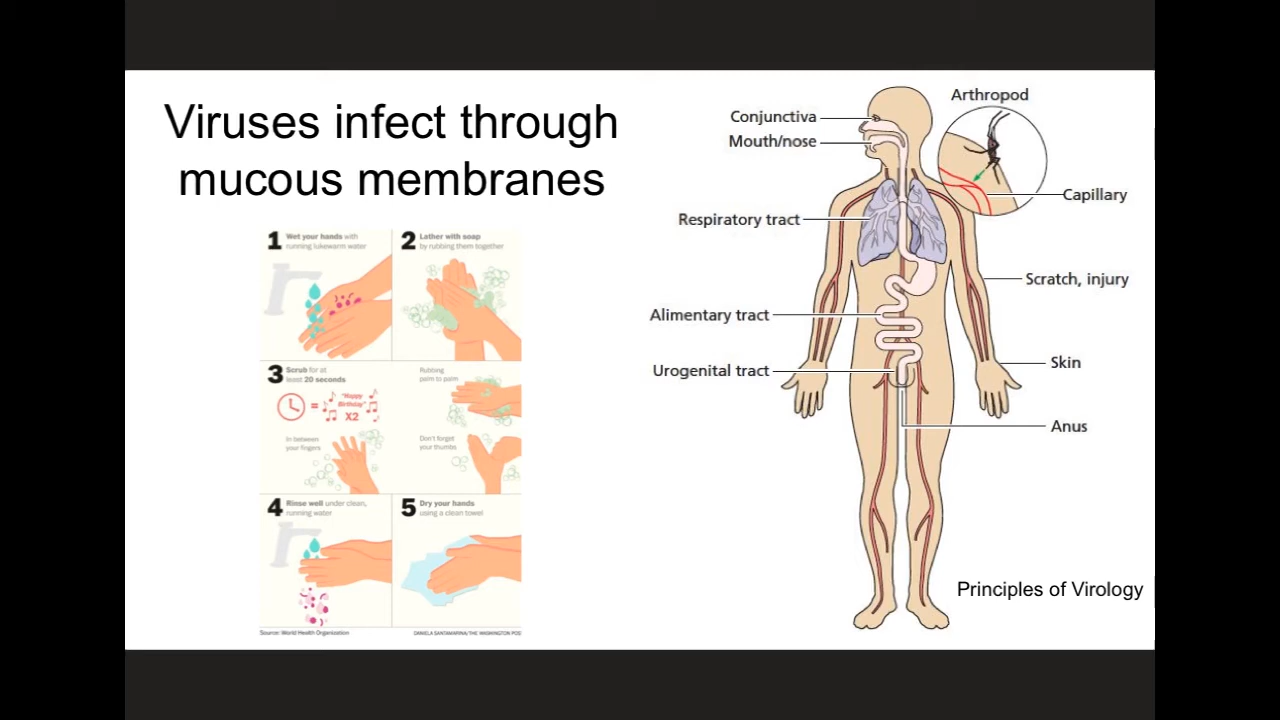 Viruses infect through
mucous membranes
1 Wet your hands with
running lukewarm water
2 Lather with soap
by rubbing them together
3 Scrub for at
least 20 seconds
=
"Happy
Birthday"
X2
Rubbing
palm to palm
In between
your fingers
Don't forget
your thumbs
4 Rinse well under clean,
running water
5 Dry your hands
using a clean towel
Source: World Health Organization
DANIELA SANTAMARIÑA/THE WASHINGTON POS
Arthropod
Conjunctiva
Mouth/nose
Capillary
Respiratory tract
Scratch, injury
Alimentary tract
Skin
Urogenital tract
Anus
Principles of Virology